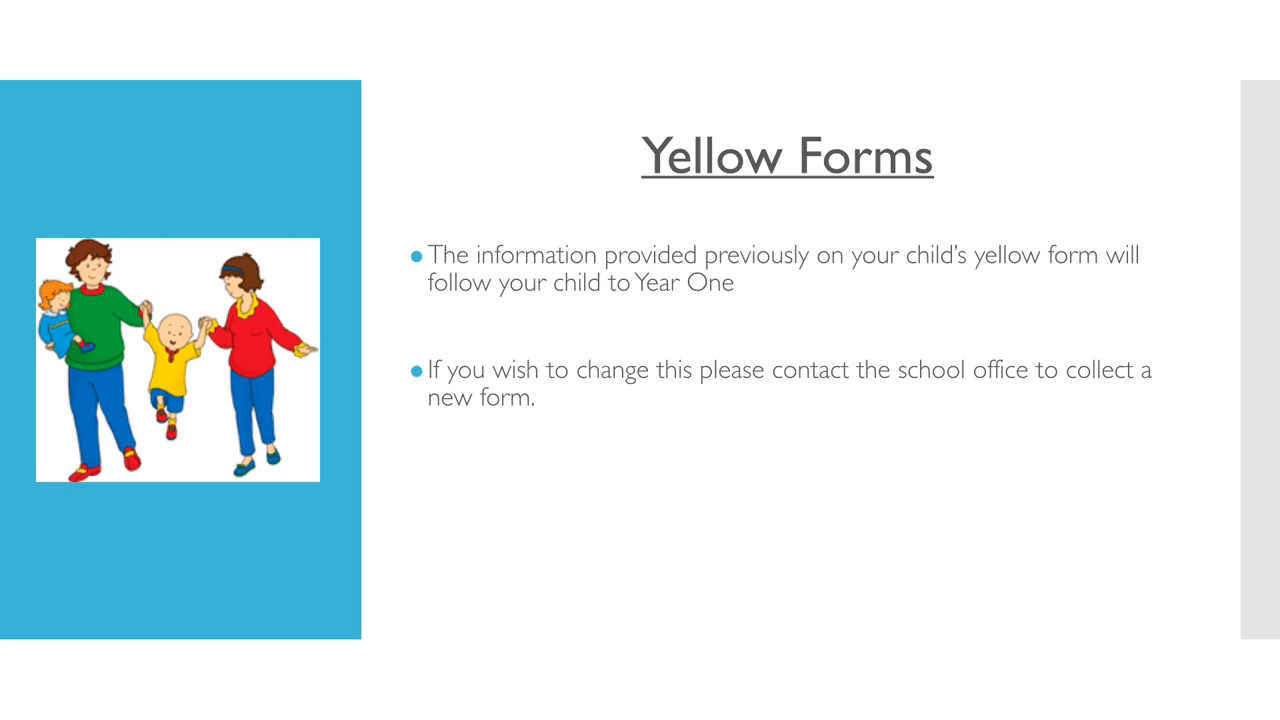 Yellow Forms
● The information provided previously on your child’s yellow form will
follow your child to Year One
● If you wish to change this please contact the school office to collect a
new form.